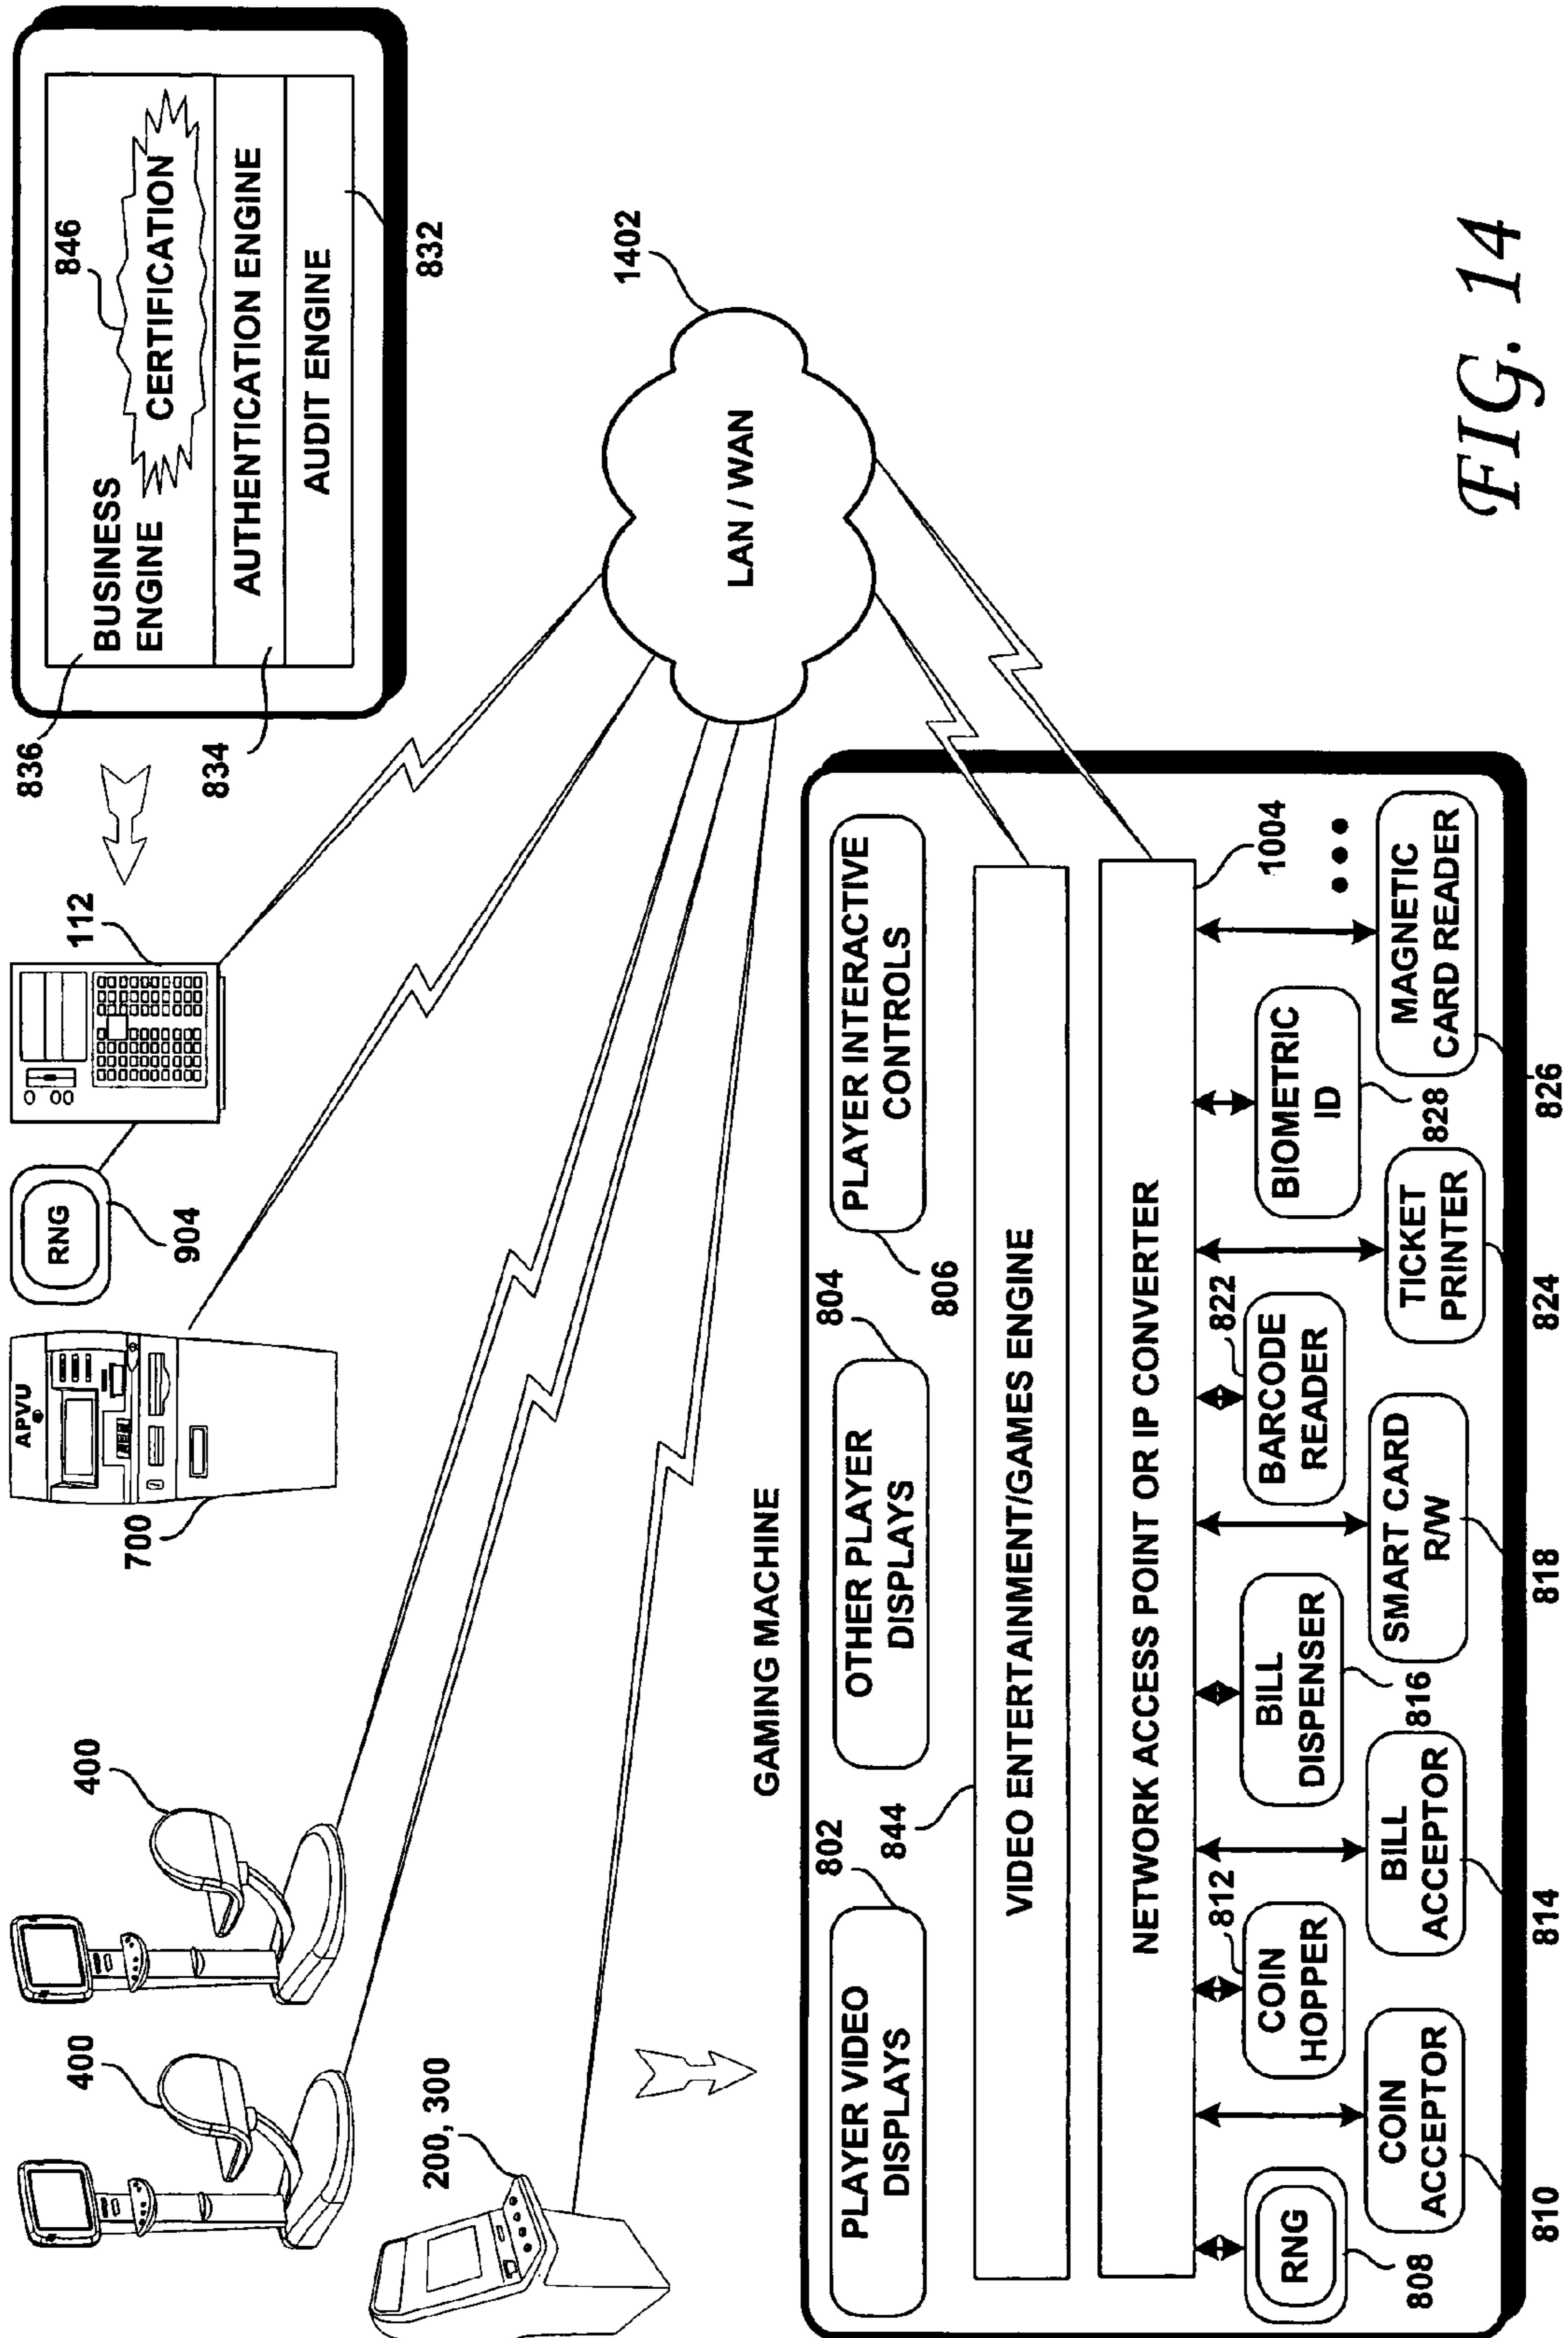 400
400
200, 300
APVU
700
RNG
904
112
836
BUSINESS
ENGINE
846
CERTIFICATION
834
AUTHENTICATION ENGINE
AUDIT ENGINE
832
1402
LAN / WAN
GAMING MACHINE
PLAYER VIDEO
DISPLAYS
802
OTHER PLAYER
DISPLAYS
804
PLAYER INTERACTIVE
CONTROLS
806
844
VIDEO ENTERTAINMENT/GAMES ENGINE
NETWORK ACCESS POINT OR IP CONVERTER
1004
RNG
808
COIN
ACCEPTOR
810
COIN
HOPPER
812
BILL
ACCEPTOR
814
BILL
DISPENSER
816
SMART CARD
R/W
818
BARCODE
READER
822
TICKET
PRINTER
824
BIOMETRIC
ID
828
MAGNETIC
CARD READER
826
FIG. 14